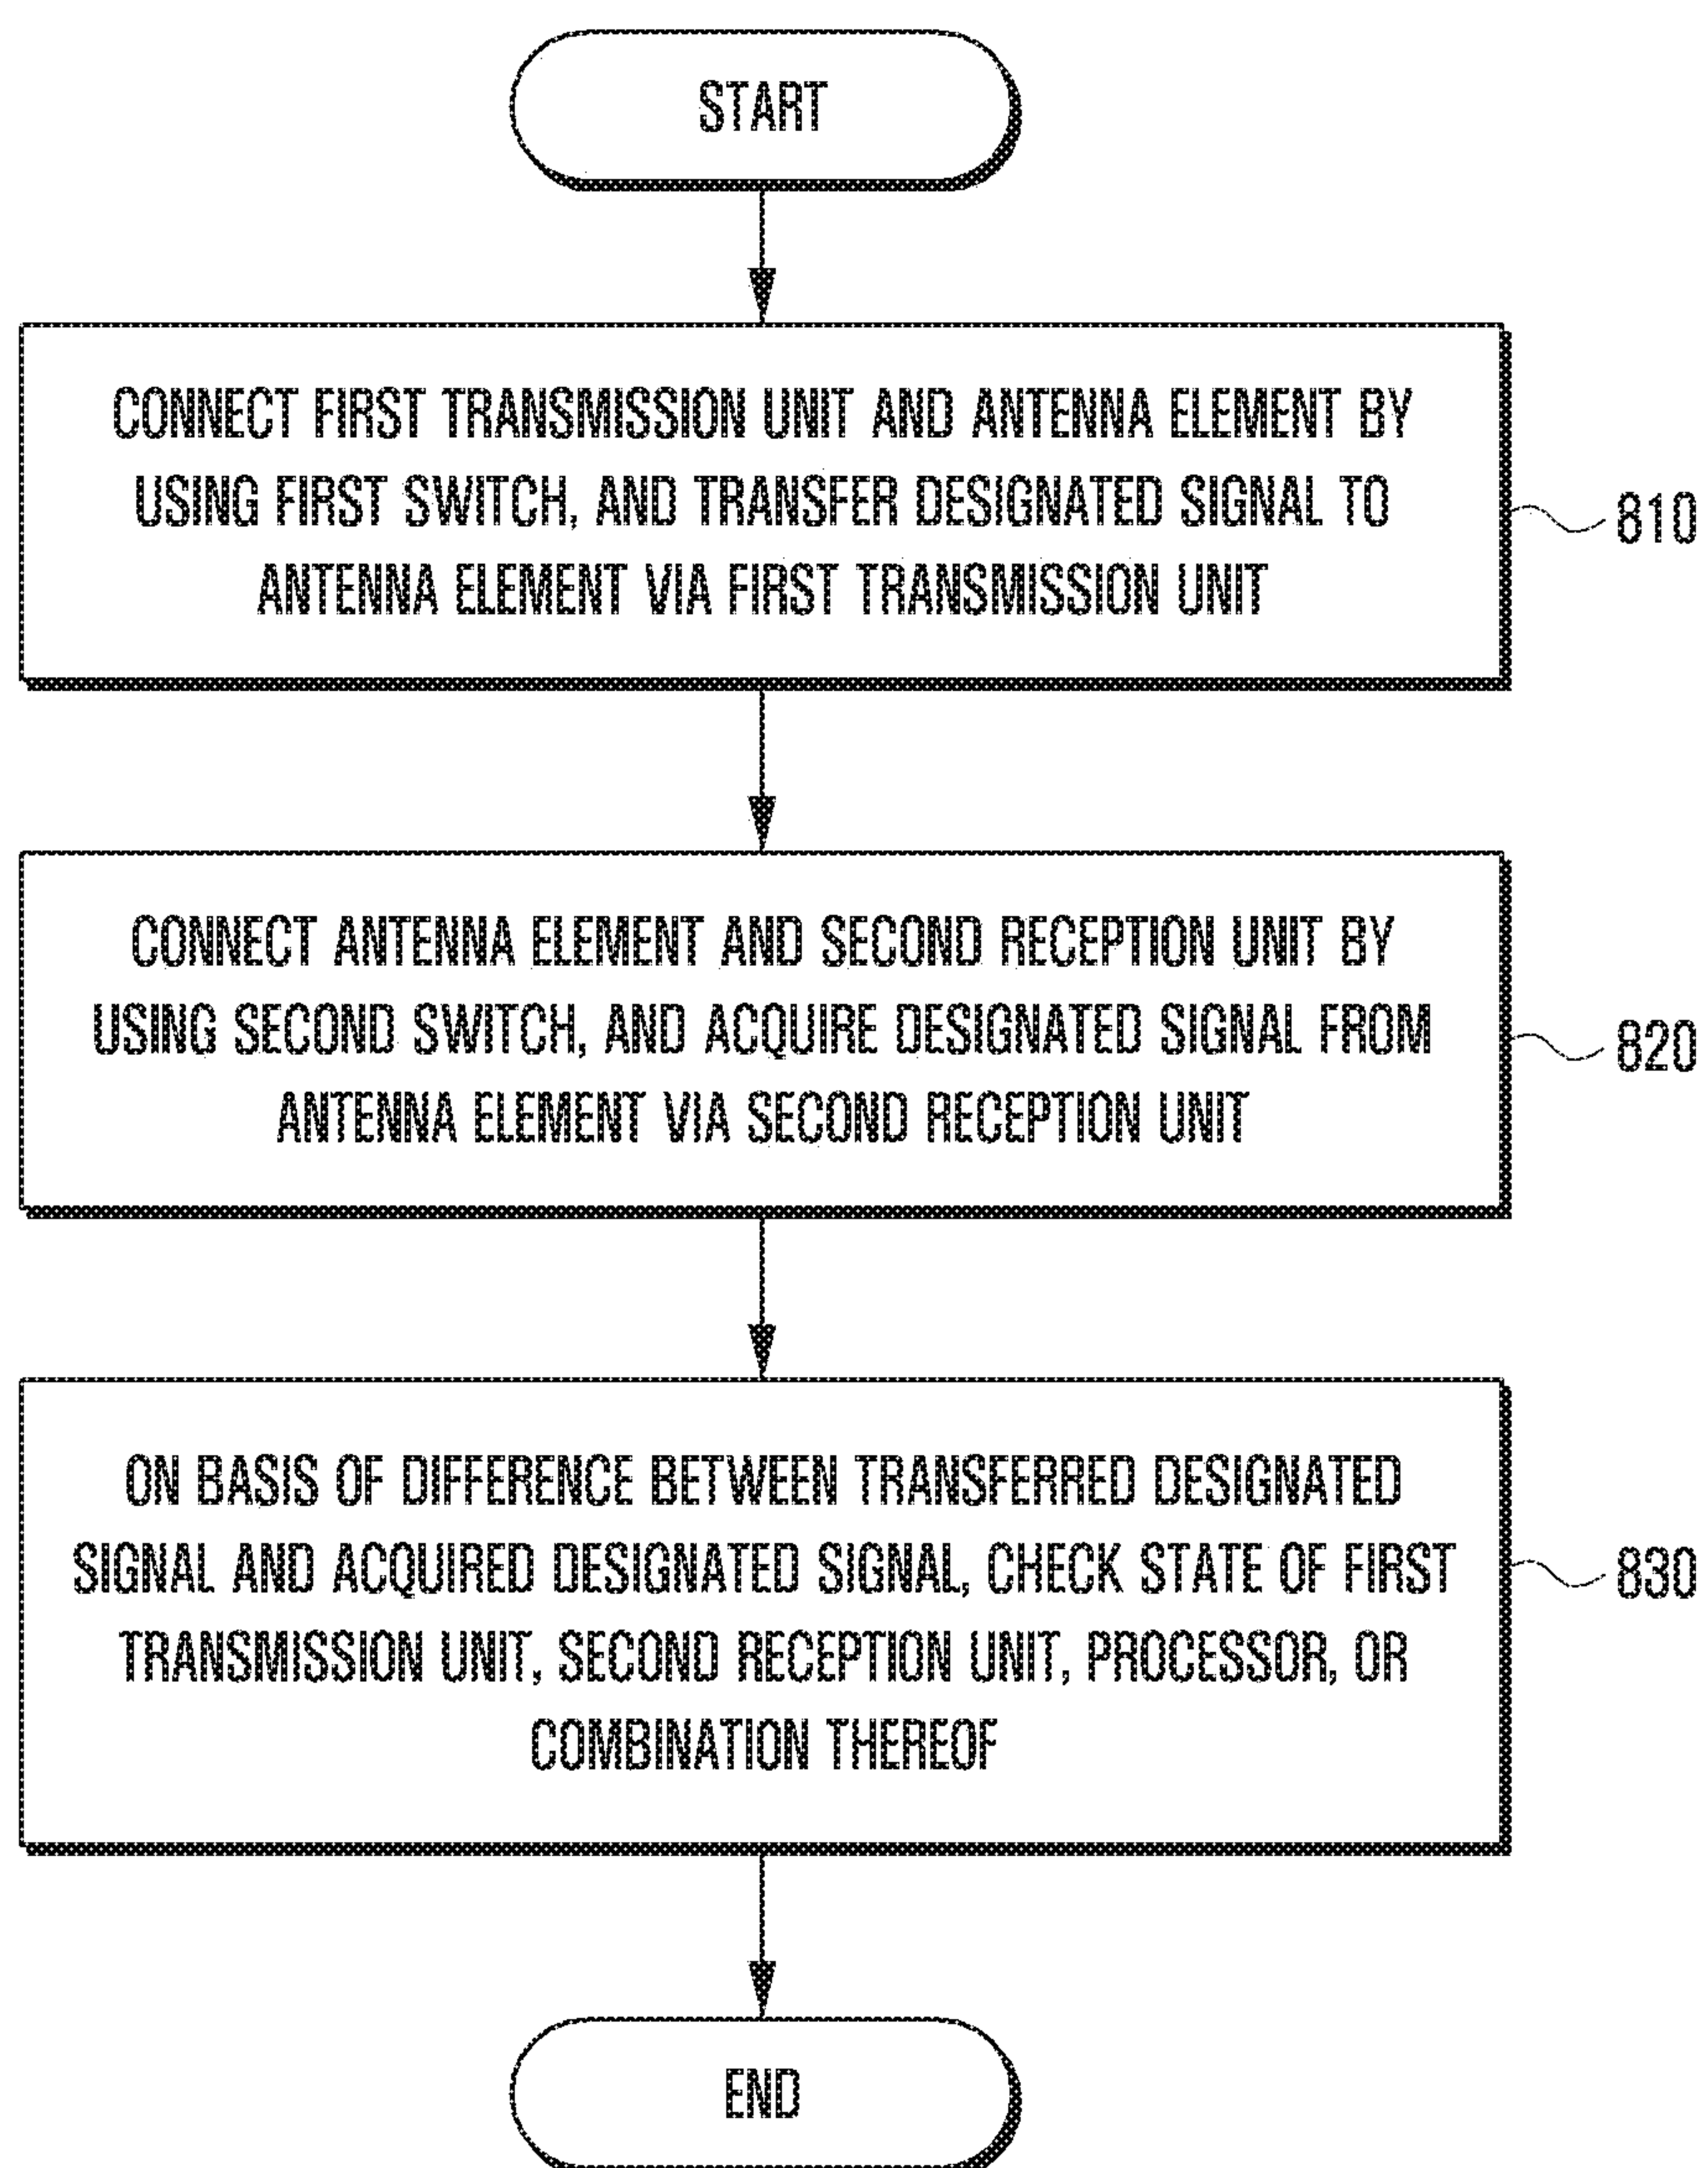 START
CONNECT FIRST TRANSMISSION UNIT AND ANTENNA ELEMENT BY
USING FIRST SWITCH, AND TRANSFER DESIGNATED SIGNAL TO
ANTENNA ELEMENT VIA FIRST TRANSMISSION UNIT
810
CONNECT ANTENNA ELEMENT AND SECOND RECEPTION UNIT BY
USING SECOND SWITCH, AND ACQUIRE DESIGNATED SIGNAL FROM
ANTENNA ELEMENT VIA SECOND RECEPTION UNIT
820
ON BASIS OF DIFFERENCE BETWEEN TRANSFERRED DESIGNATED
SIGNAL AND ACQUIRED DESIGNATED SIGNAL, CHECK STATE OF FIRST
TRANSMISSION UNIT, SECOND RECEPTION UNIT, PROCESSOR, OR
COMBINATION THEREOF
830
END